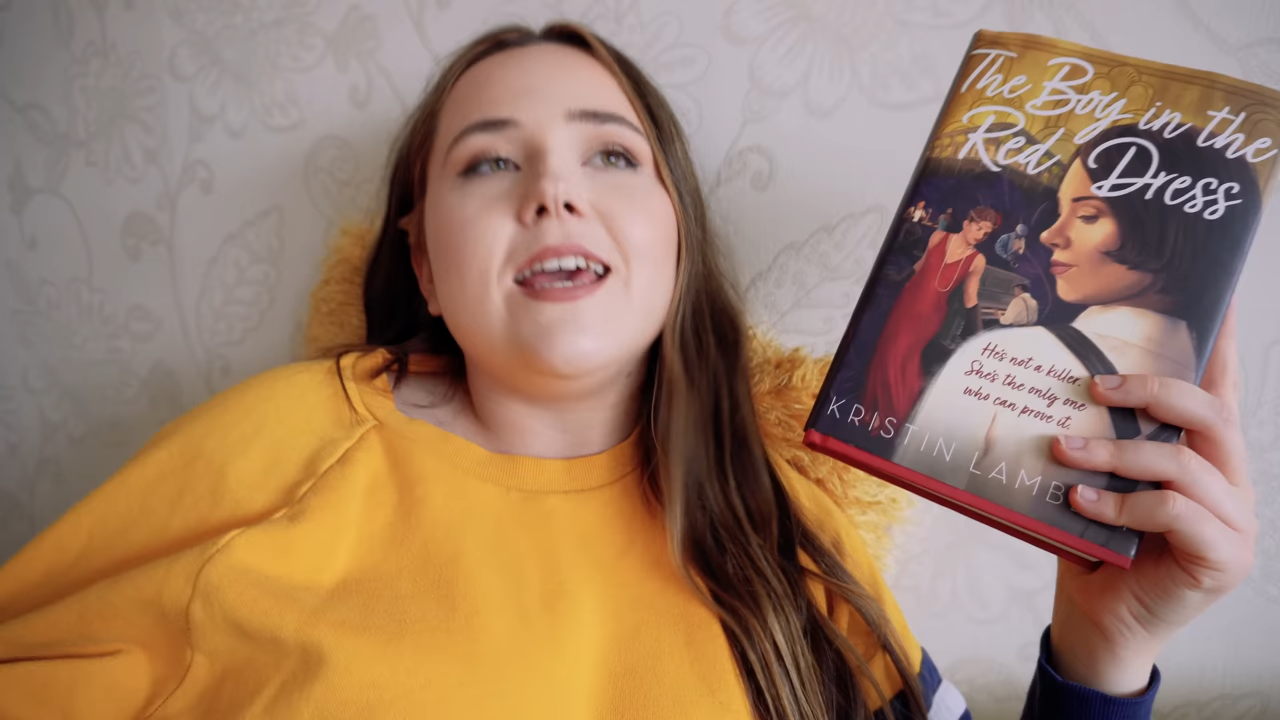 The Boy in the
Red Dress
He's not a killer.
She's the only one
who can prove it.
KRISTIN LAMB